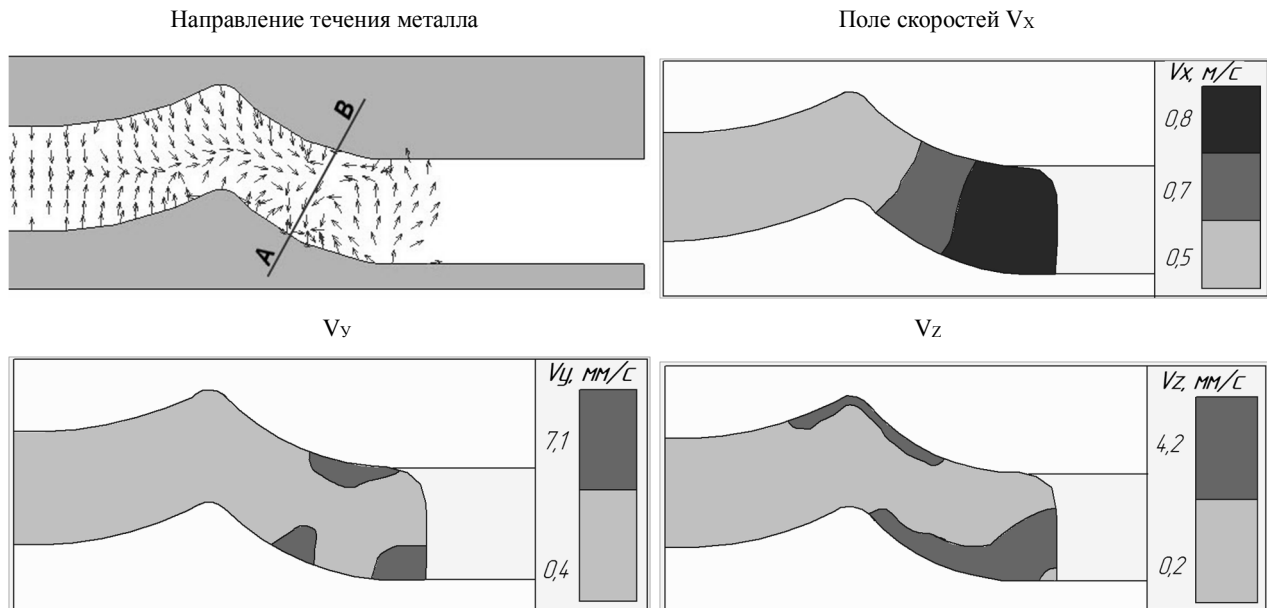 Направление течения металла
Поле скоростей VX
A
B
Vx, м/с
0,8
0,7
0,5
VУ
VZ
Vy, мм/с
7,1
0,4
Vz, мм/с
4,2
0,2